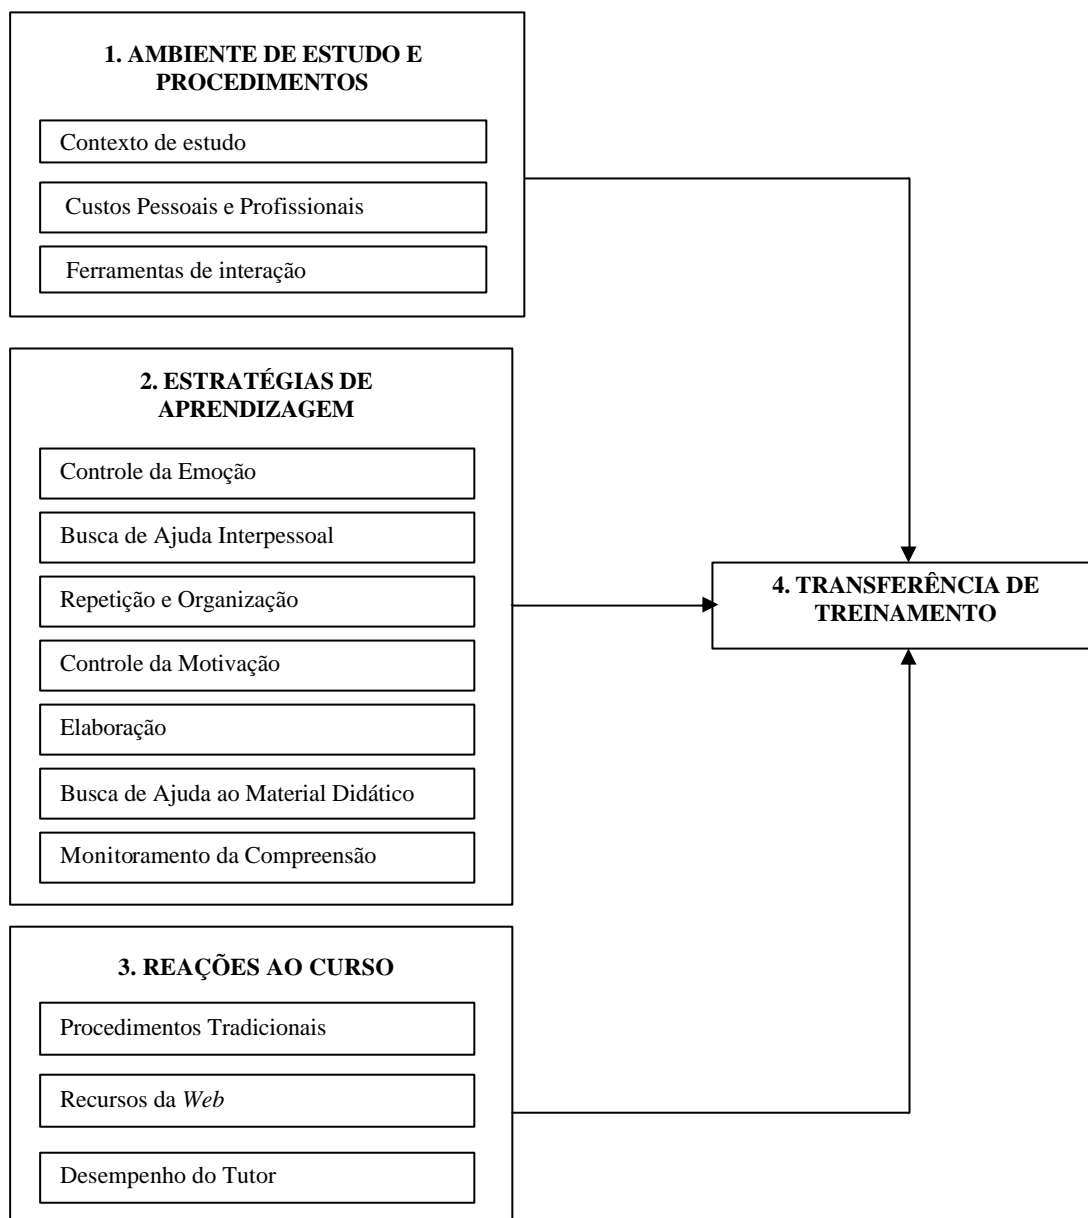 1. AMBIENTE DE ESTUDO E
PROCEDIMENTOS
Contexto de estudo
Custos Pessoais e Profissionais
Ferramentas de interação
2. ESTRATÉGIAS DE
APRENDIZAGEM
Controle da Emoção
Busca de Ajuda Interpessoal
Repetição e Organização
Controle da Motivação
Elaboração
Busca de Ajuda ao Material Didático
Monitoramento da Compreensão
3. REAÇÕES AO CURSO
Procedimentos Tradicionais
Recursos da Web
Desempenho do Tutor
4. TRANSFERÊNCIA DE
TREINAMENTO